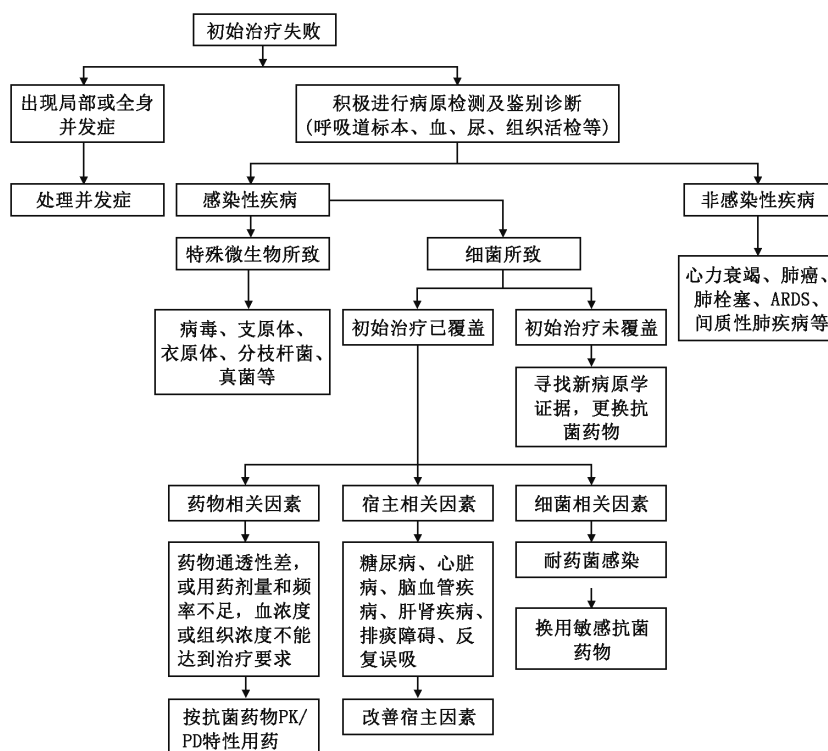 初始治疗失败
出现局部或全身
并发症
积极进行病原检测及鉴别诊断
(呼吸道标本、血、尿、组织活检等)
处理并发症
感染性疾病
非感染性疾病
特殊微生物所致
细菌所致
心力衰竭、肺癌、
肺栓塞、ARDS、
间质性肺疾病等
病毒、支原体、
衣原体、分枝杆菌、
真菌等
初始治疗已覆盖
初始治疗未覆盖
寻找新病原学
证据，更换抗
菌药物
药物相关因素
宿主相关因素
细菌相关因素
药物通透性差，
或用药剂量和频
率不足，血浓度
或组织浓度不能
达到治疗要求
糖尿病、心脏
病、脑血管疾
病、肝肾疾病、
排痰障碍、反
复误吸
耐药菌感染
换用敏感抗菌
药物
按抗菌药物PK/
PD特性用药
改善宿主因素